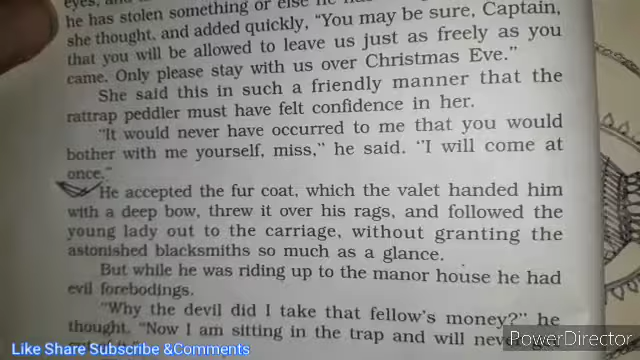 eyes, and
he has stolen something or else he
she thought, and added quickly, "You may be sure, Captain,
that you will be allowed to leave us just as freely as you
came. Only please stay with us over Christmas Eve."
She said this in such a friendly manner that the
rattrap peddler must have felt confidence in her.
"It would never have occurred to me that you would
bother with me yourself, miss," he said. "I will come at
once."
He accepted the fur coat, which the valet handed him
with a deep bow, threw it over his rags, and followed the
young lady out to the carriage, without granting the
astonished blacksmiths so much as a glance.
But while he was riding up to the manor house he had
evil forebodings.
"Why the devil did I take that fellow's money?" he
thought. "Now I am sitting in the trap and will
PowerDirector
Like Share Subscribe &Comments